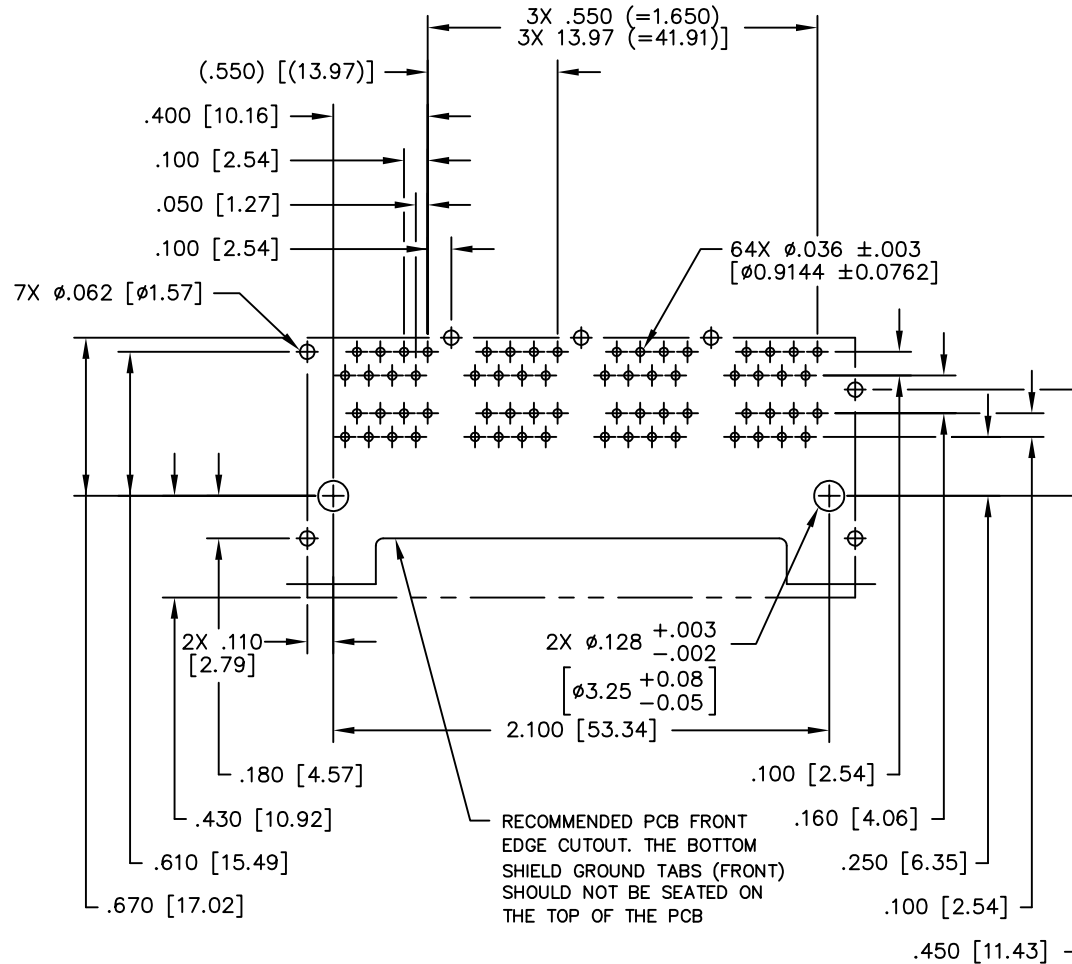 3X .550 (=1.650)
3X 13.97 (=41.91)]
(.550) [(13.97)]
.400 [10.16]
.100 [2.54]
.050 [1.27]
.100 [2.54]
64X ø.036 ±.003
[ø0.9144 ±0.0762]
7X ø.062 [ø1.57]
2X .110
[2.79]
2X ø.128 +.003
-.002
[ø3.25 +0.08
-0.05]
2.100 [53.34]
.180 [4.57]
.100 [2.54]
.430 [10.92]
.160 [4.06]
.610 [15.49]
.250 [6.35]
.670 [17.02]
.100 [2.54]
.450 [11.43]
RECOMMENDED PCB FRONT
EDGE CUTOUT. THE BOTTOM
SHIELD GROUND TABS (FRONT)
SHOULD NOT BE SEATED ON
THE TOP OF THE PCB